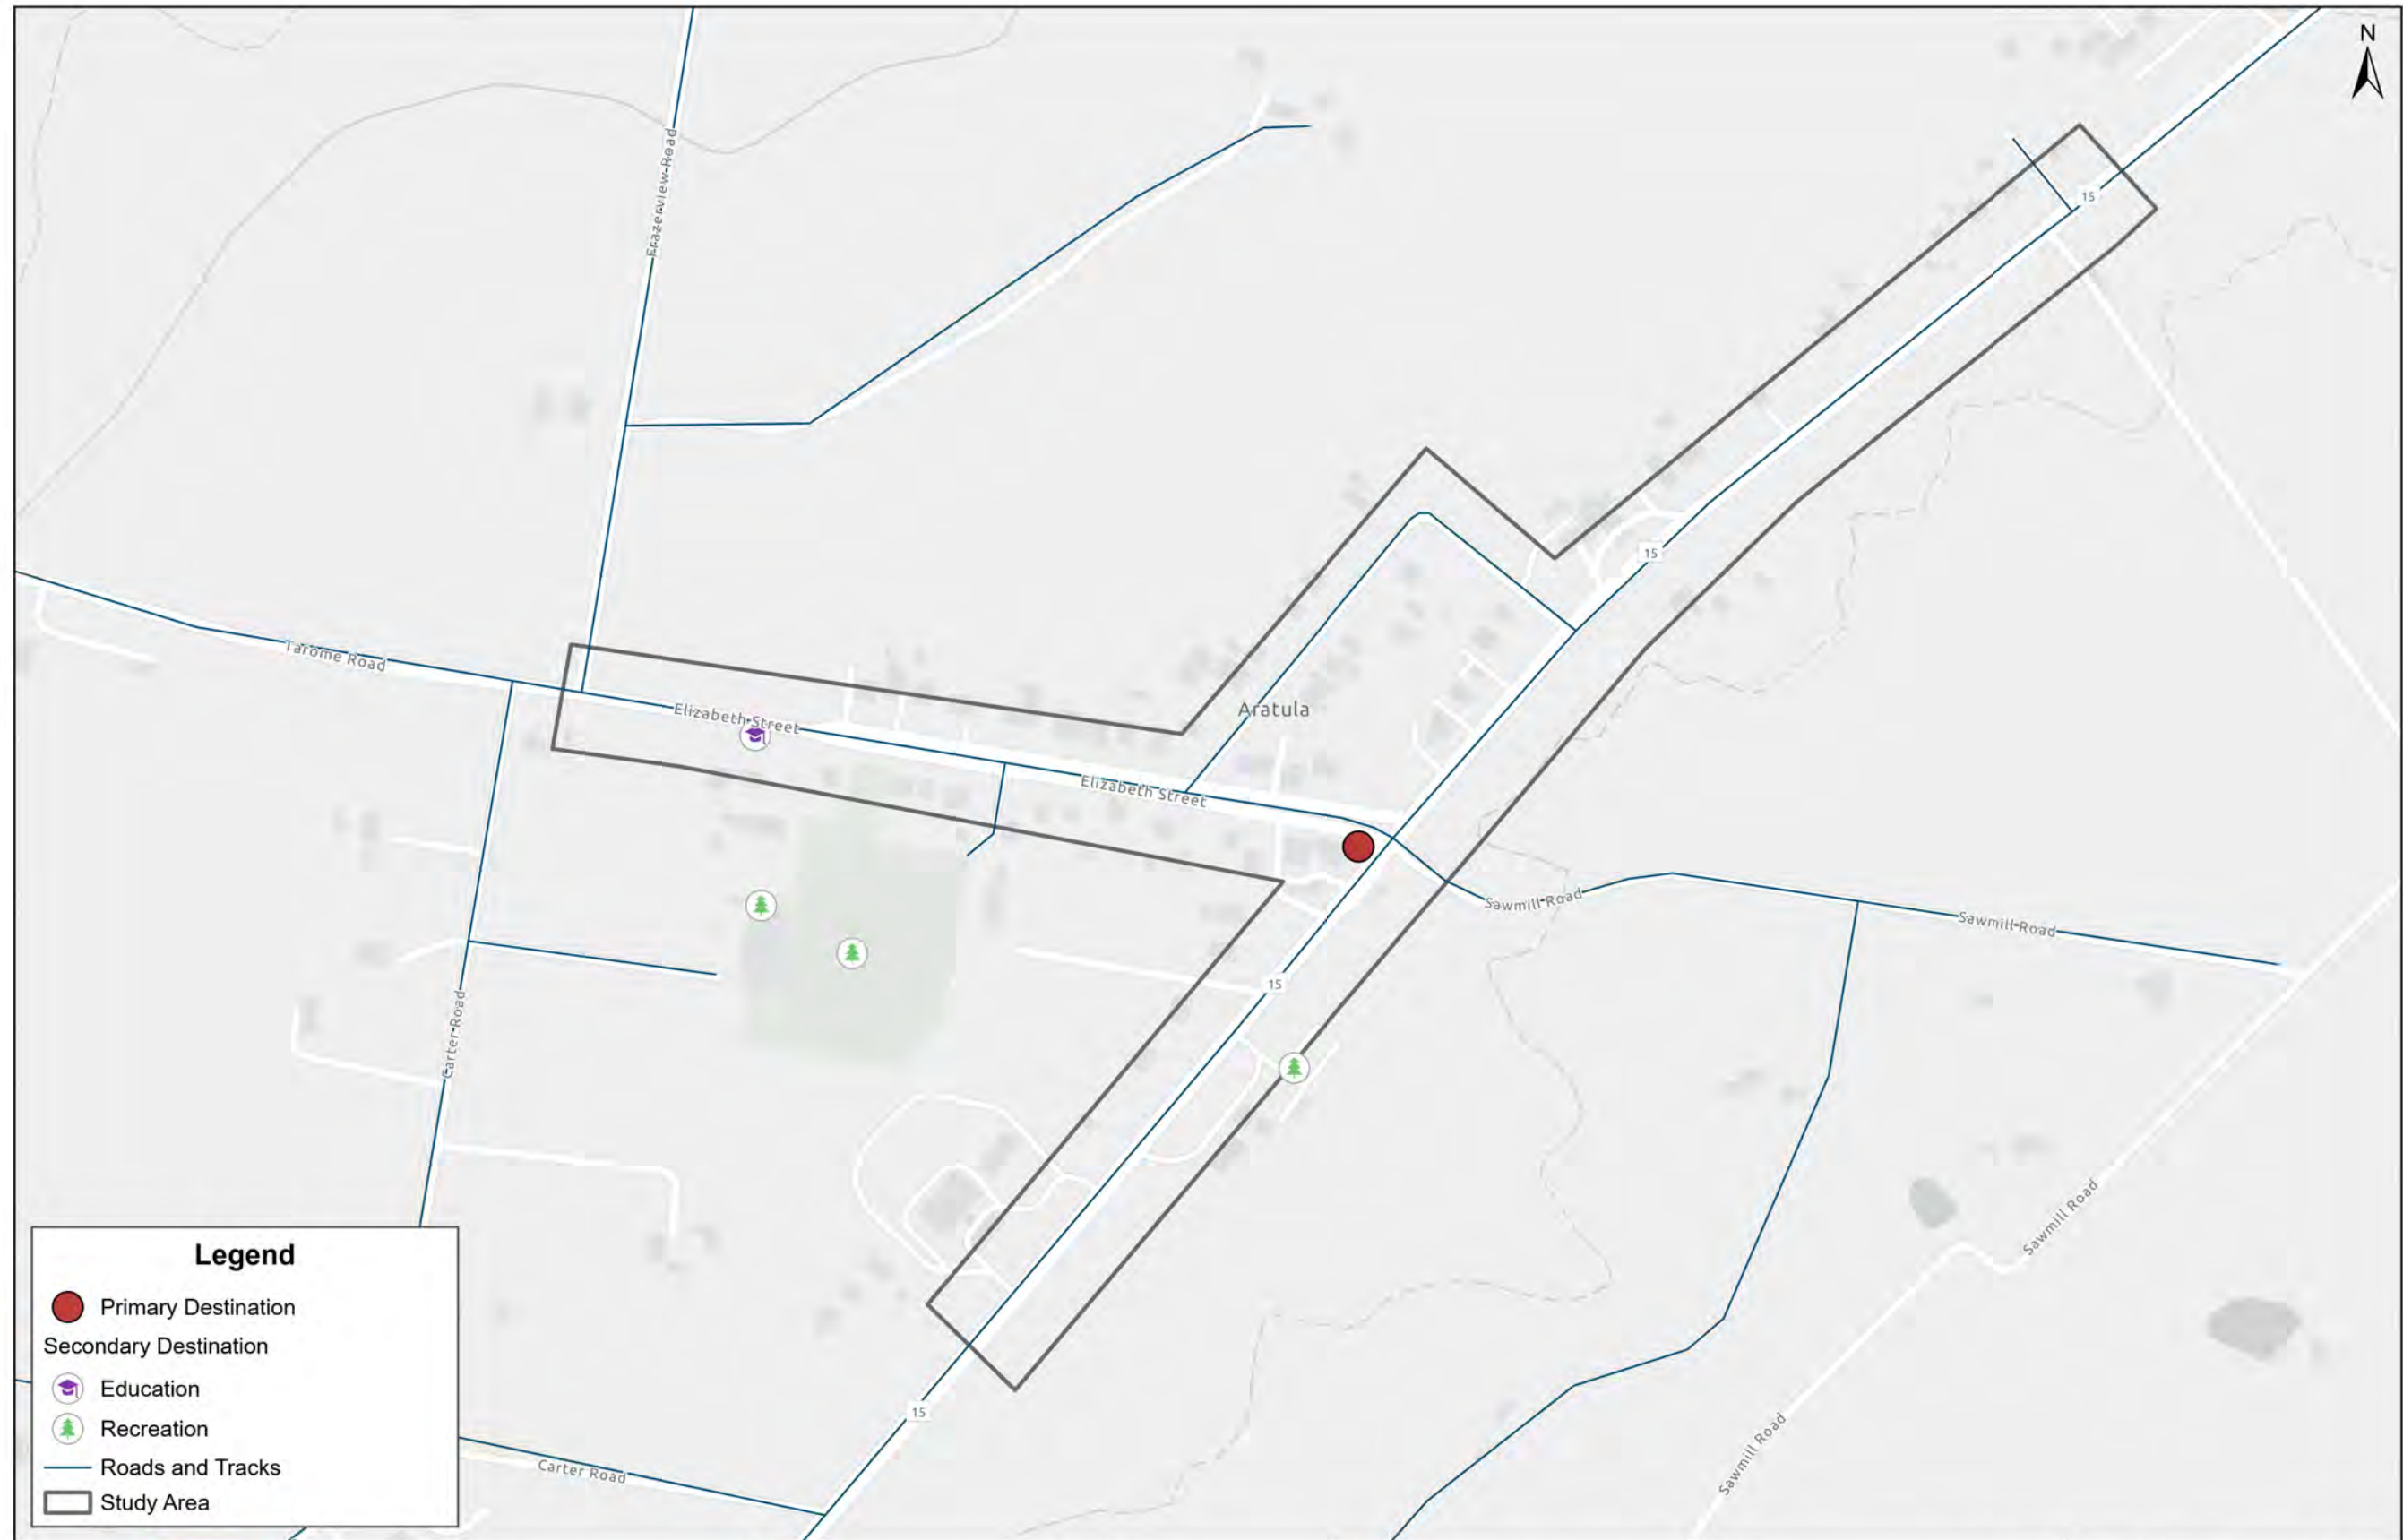 N
Frazerview Road
15
15
Tarome Road
Elizabeth Street
Aratula
Elizabeth Street
Sawmill Road
Sawmill Road
15
Carter Road
Sawmill Road
15
Carter Road
Sawmill Road
Legend
Primary Destination
Secondary Destination
Education
Recreation
Roads and Tracks
Study Area